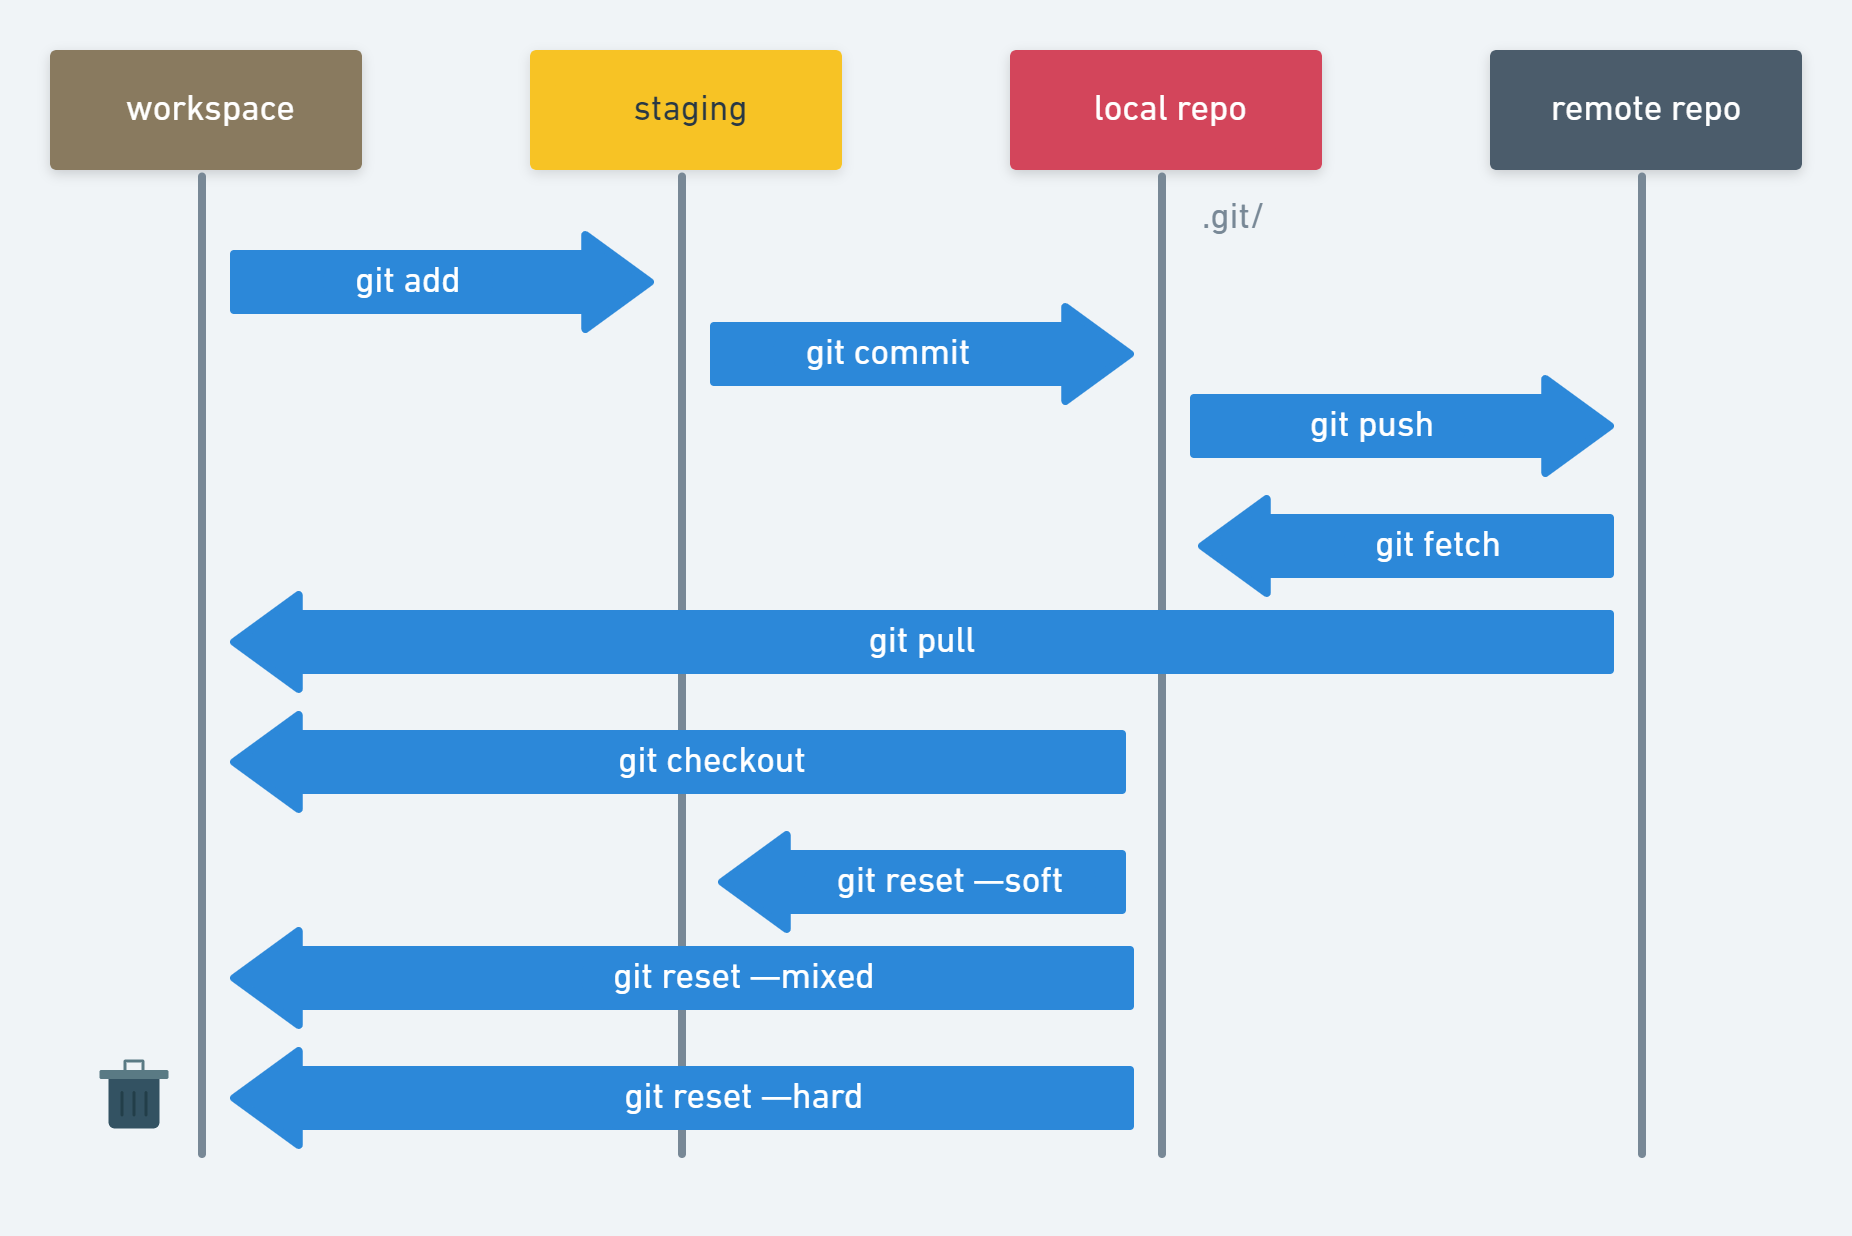 workspace
staging
local repo
remote repo
.git/
git add
git commit
git push
git fetch
git pull
git checkout
git reset —soft
git reset —mixed
git reset —hard